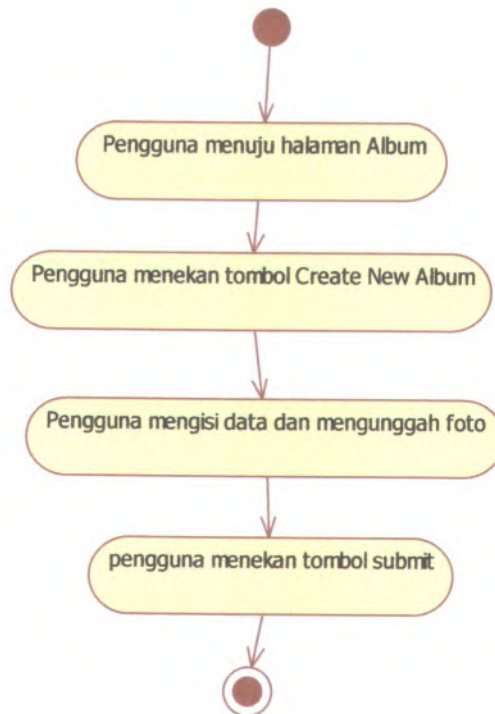 Pengguna menuju halaman Album
Pengguna menekan tombol Create New Album
Pengguna mengisi data dan mengunggah foto
pengguna menekan tombol submit